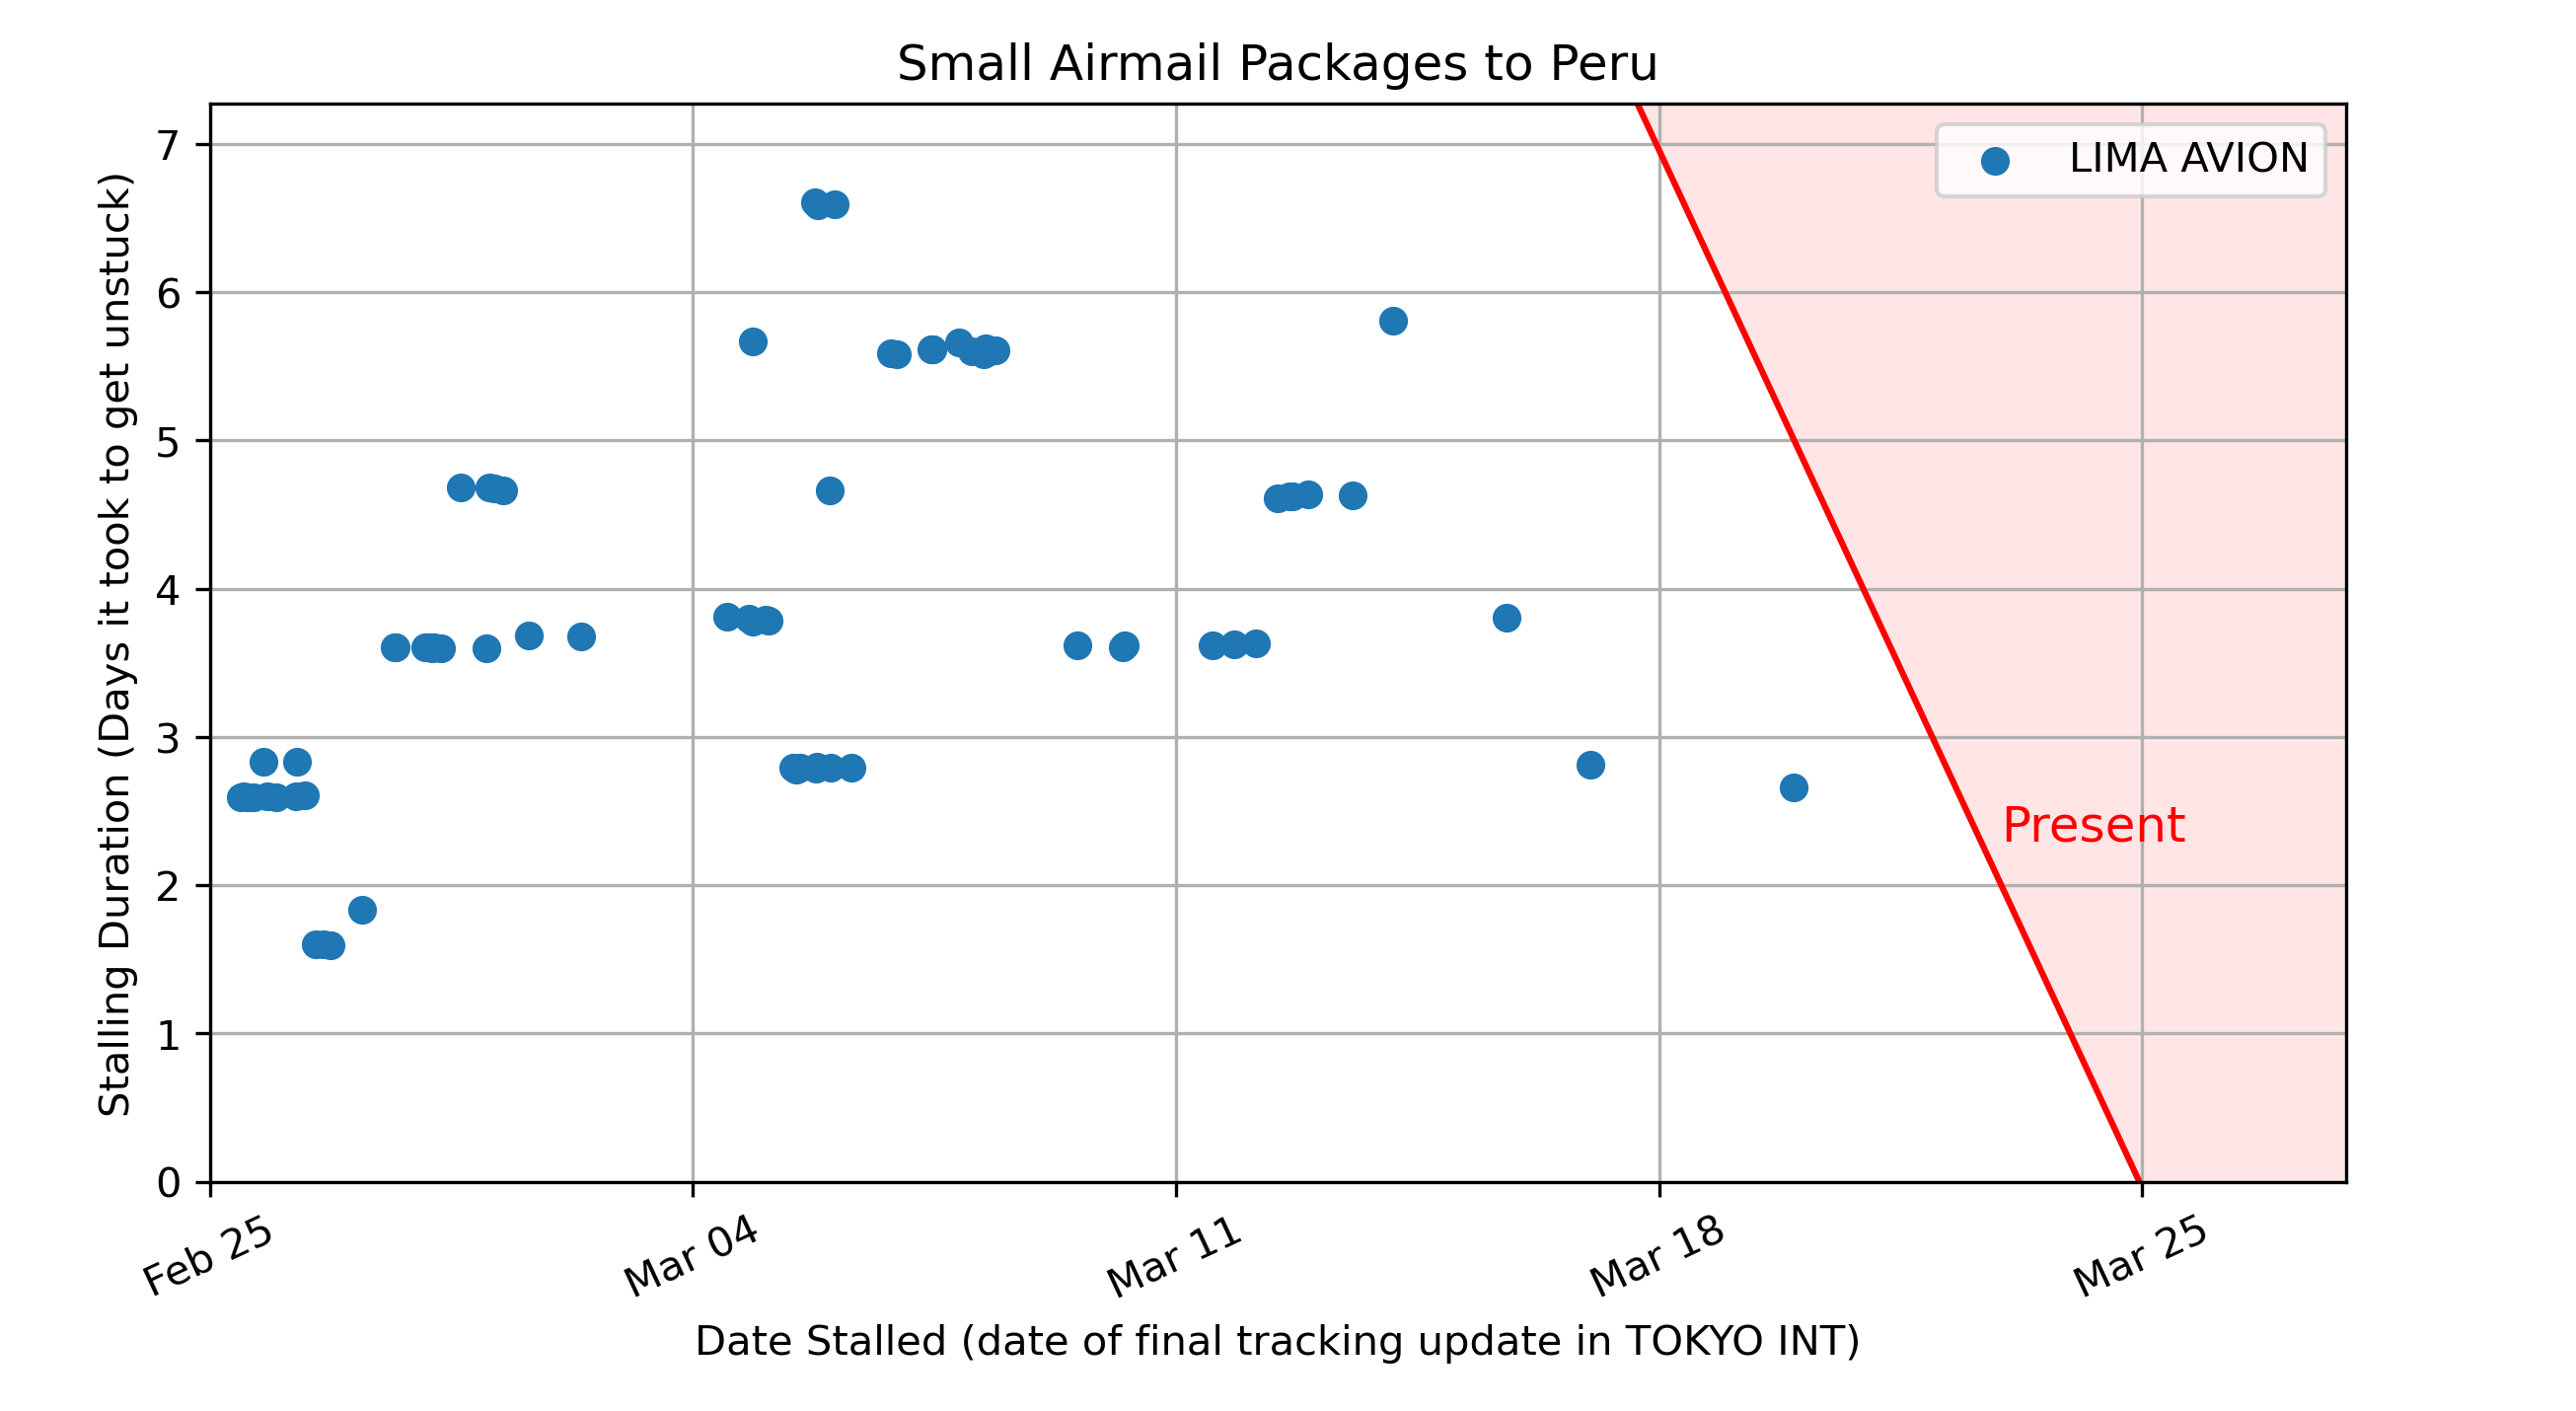 Small Airmail Packages to Peru
LIMA AVION
Stalling Duration (Days it took to get unstuck)
7
6
5
4
3
2
1
0
Present
Feb 25
Mar 04
Mar 11
Mar 18
Mar 25
Date Stalled (date of final tracking update in TOKYO INT)